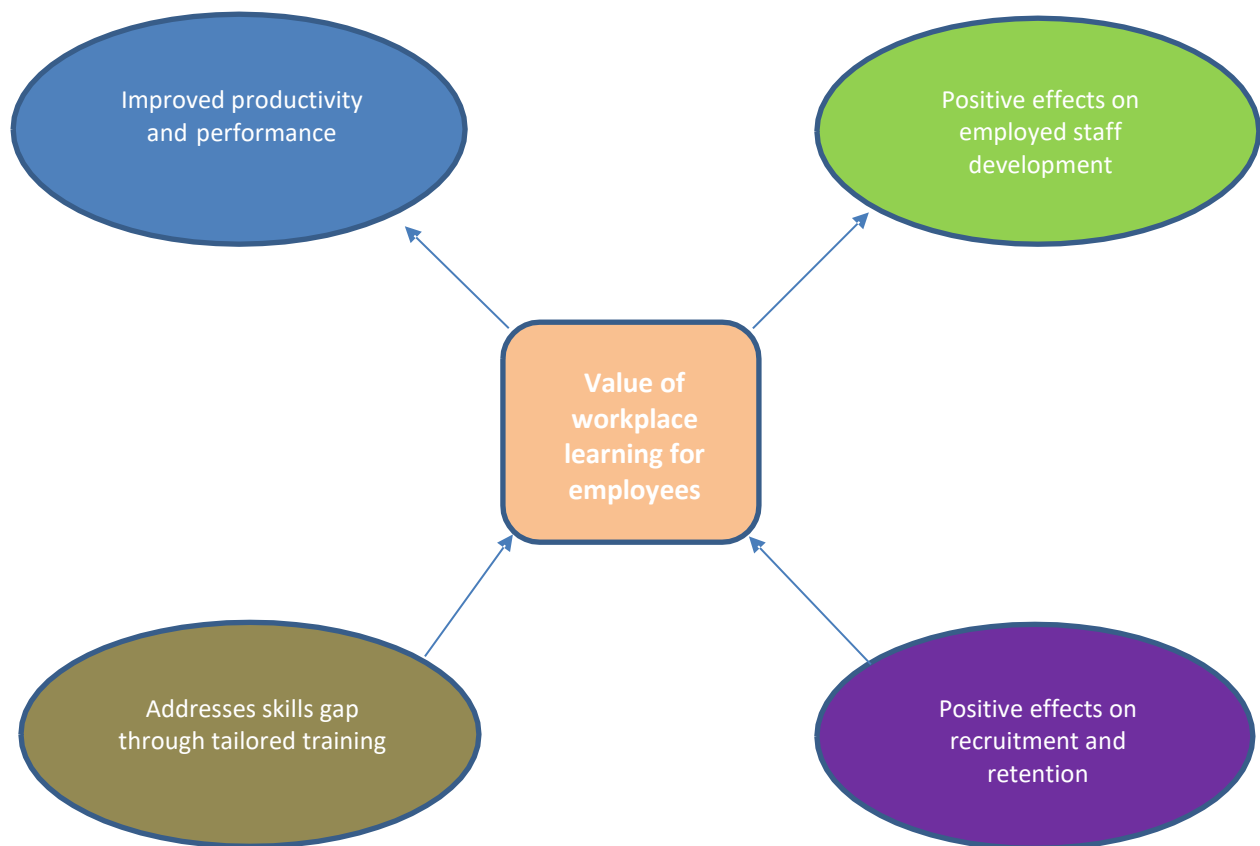 Improved productivity
and performance
Positive effects on
employed staff
development
Value of
workplace
learning for
employees
Addresses skills gap
through tailored training
Positive effects on
recruitment and
retention